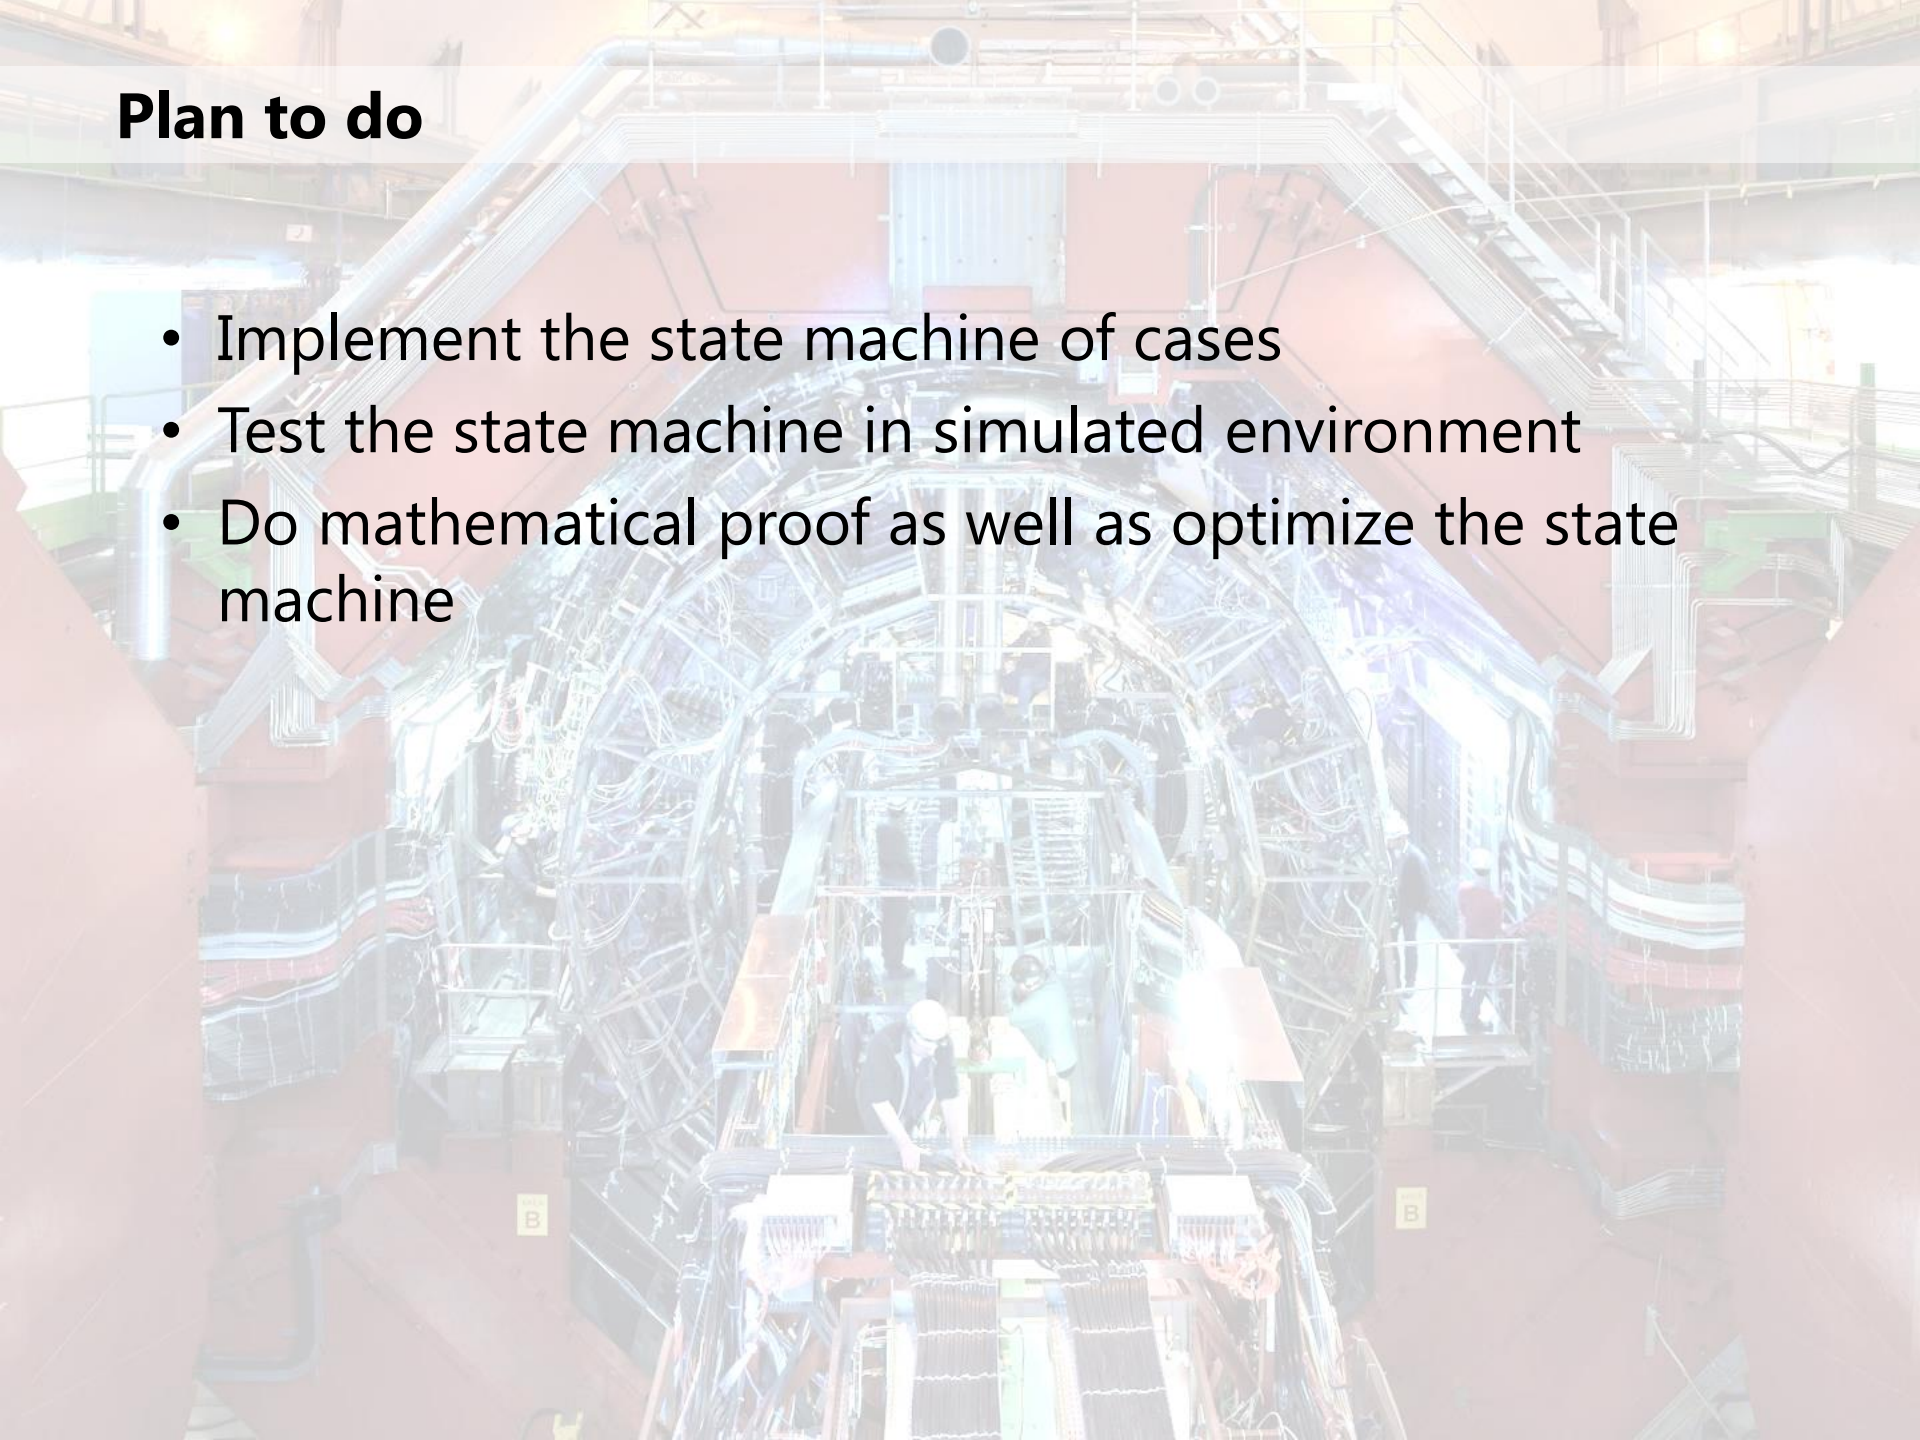 Plan to do
• Implement the state machine of cases
• Test the state machine in simulated environment
• Do mathematical proof as well as optimize the state
machine
B
B